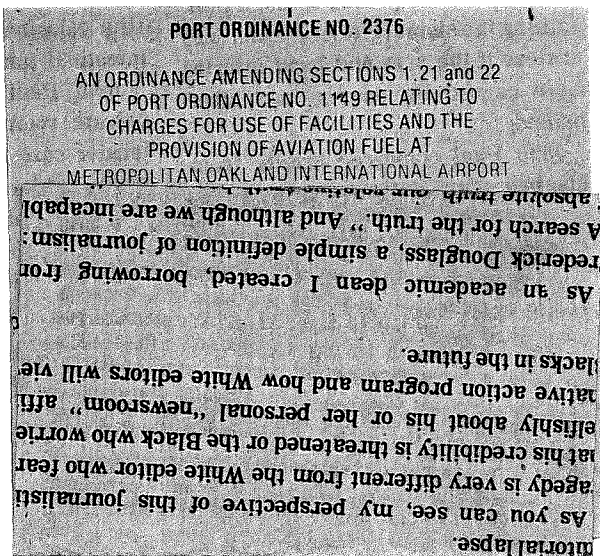 PORT ORDINANCE NO. 2376
AN ORDINANCE AMENDING SECTIONS 1,21 and 22
OF PORT ORDINANCE NO. 1149 RELATING TO
CHARGES FOR USE OF FACILITIES AND THE
PROVISION OF AVIATION FUEL AT
METROPOLITAN OAKLAND INTERNATIONAL AIRPORT
itorial lapse.
As you can see, my perspective of this journalisti
agedy is very different from the White editor who fear
at his credibility is threatened or the Black who worrie
elfishly about his or her personal "newsroom" affi
native action program and how White editors will vie
lacks in the future.
As an academic dean I created, borrowing fron
rederick Douglass, a simple definition of journalism:
A search for the truth." And although we are incapabl
absolute truth, our relative